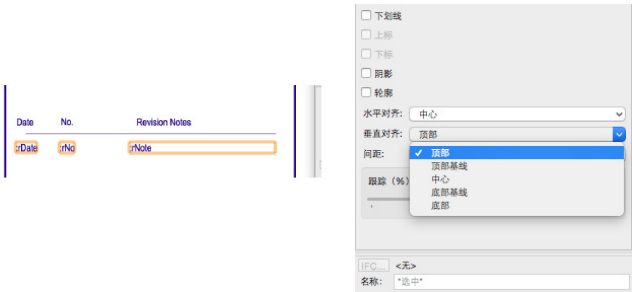 Date No. Revision Notes
:rDate :rNo :rNote
下划线
上标
下标
阴影
轮廓
水平对齐: 中心
垂直对齐: 顶部
间距:
✓ 顶部
顶部基线
中心
底部基线
底部
跟踪 (%)
IFC... <无>
名称: *选中*